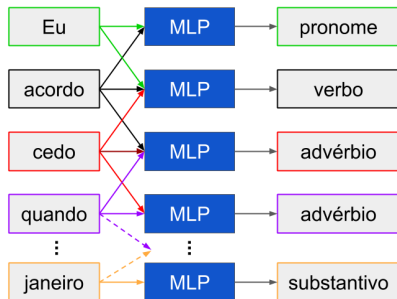 Eu MLP pronome
acordo MLP verbo
cedo MLP advérbio
quando MLP advérbio
... ...
janeiro MLP substantivo